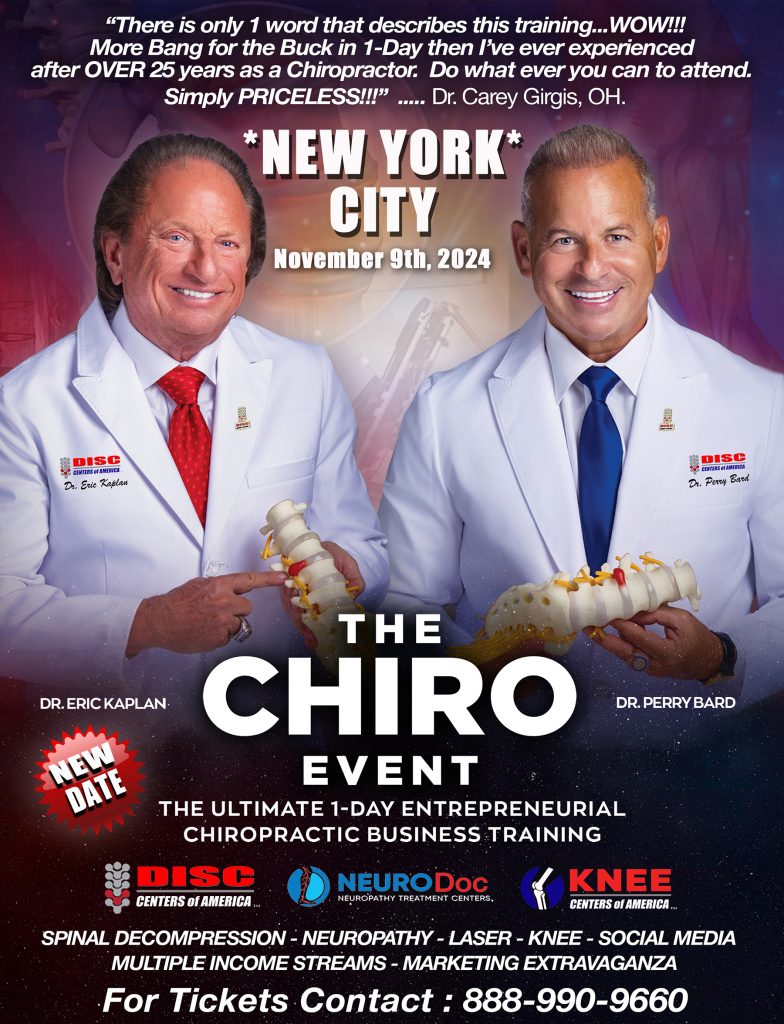 “There is only 1 word that describes this training...WOW!!!
More Bang for the Buck in 1-Day then I’ve ever experienced
after OVER 25 years as a Chiropractor. Do what ever you can to attend.
Simply PRICELESS!!!” ..... Dr. Carey Girgis, OH.
*NEW YORK*
CITY
November 9th, 2024
DISC
CENTERS of AMERICA
Dr. Eric Kaplan
DISC
CENTERS of AMERICA
Dr. Perry Bard
THE
CHIRO
EVENT
DR. ERIC KAPLAN
DR. PERRY BARD
NEW
DATE
THE ULTIMATE 1-DAY ENTREPRENEURIAL
CHIROPRACTIC BUSINESS TRAINING
DISC
CENTERS of AMERICA
NEURODoc
NEUROPATHY TREATMENT CENTERS
KNEE
CENTERS of AMERICA
SPINAL DECOMPRESSION - NEUROPATHY - LASER - KNEE - SOCIAL MEDIA
MULTIPLE INCOME STREAMS - MARKETING EXTRAVAGANZA
For Tickets Contact : 888-990-9660